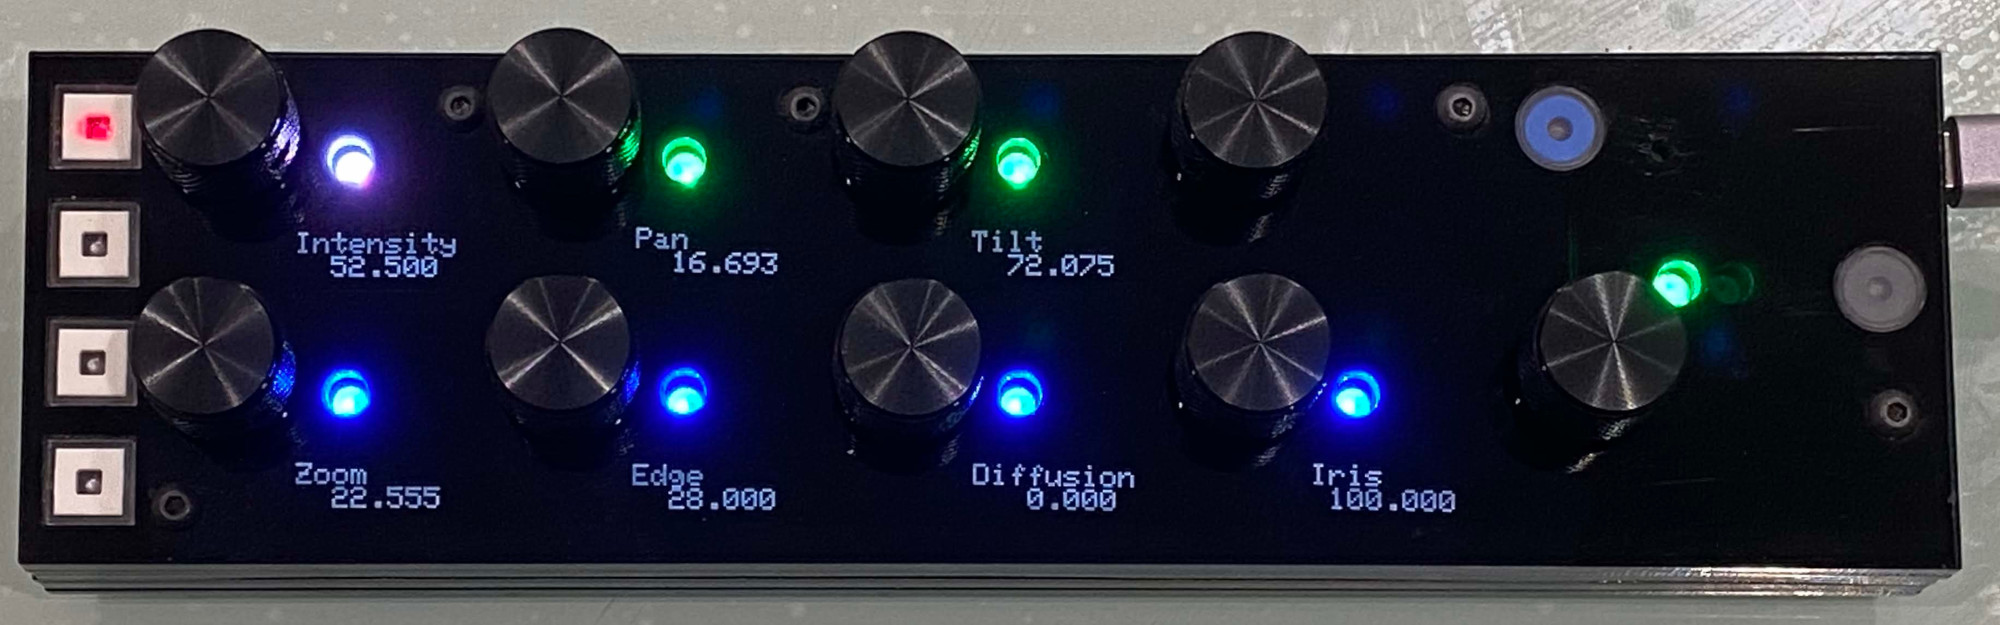 Intensity
52.500
Pan
16.693
Tilt
72.075
Zoom
22.555
Edge
28.000
Diffusion
0.000
Iris
100.000